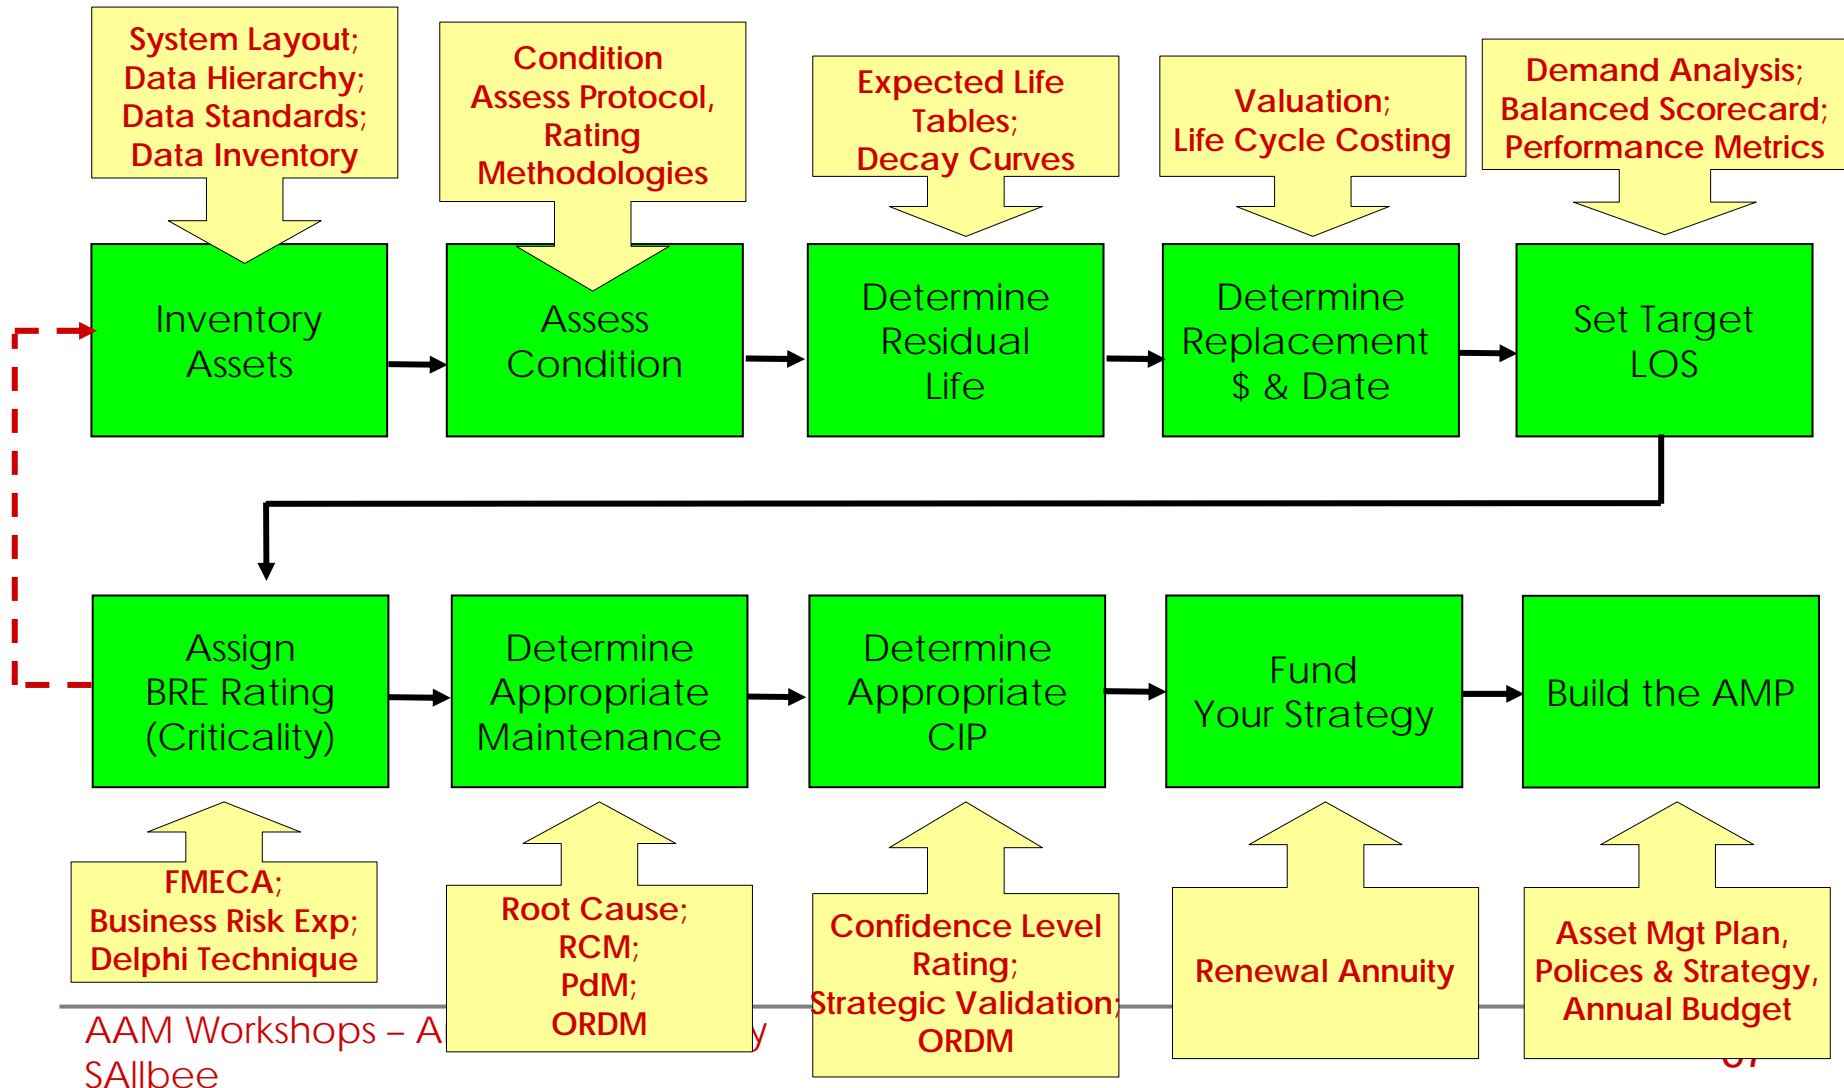 System Layout;
Data Hierarchy;
Data Standards;
Data Inventory
Condition
Assess Protocol,
Rating
Methodologies
Expected Life
Tables;
Decay Curves
Valuation;
Life Cycle Costing
Demand Analysis;
Balanced Scorecard;
Performance Metrics
Inventory
Assets
Assess
Condition
Determine
Residual
Life
Determine
Replacement
$ & Date
Set Target
LOS
Assign
BRE Rating
(Criticality)
Determine
Appropriate
Maintenance
Determine
Appropriate
CIP
Fund
Your Strategy
Build the AMP
FMECA;
Business Risk Exp;
Delphi Technique
Root Cause;
RCM;
PdM;
ORDM
Confidence Level
Rating;
Strategic Validation;
ORDM
Renewal Annuity
Asset Mgt Plan,
Polices & Strategy,
Annual Budget
AAM Workshops –
SAllbee